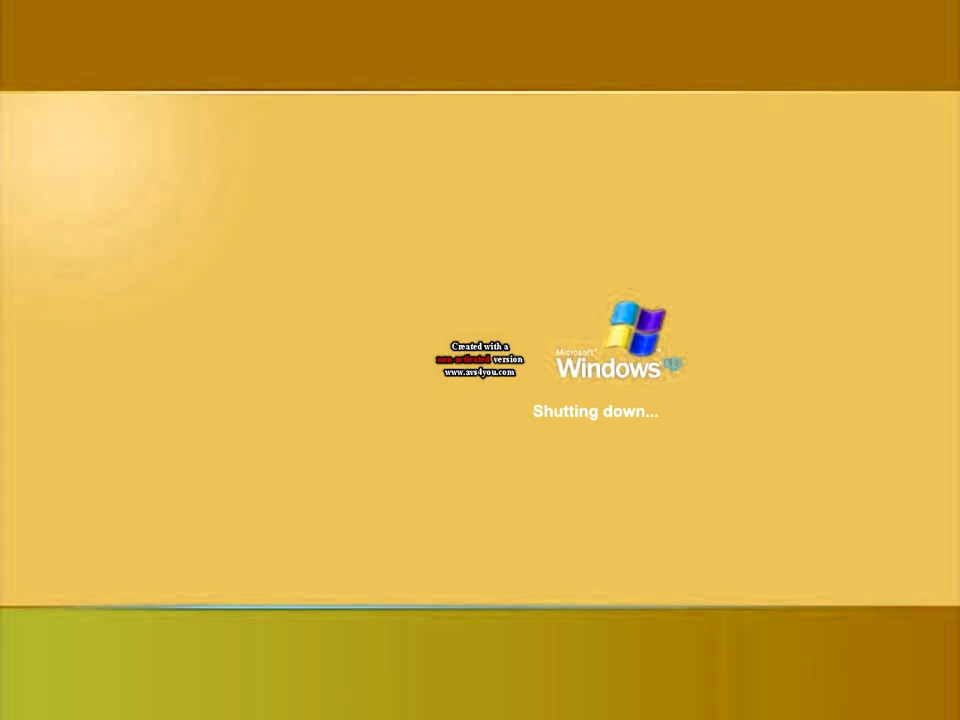 Created with a
non-activated version
www.avs4you.com
Microsoft®
Windows xp
Shutting down...